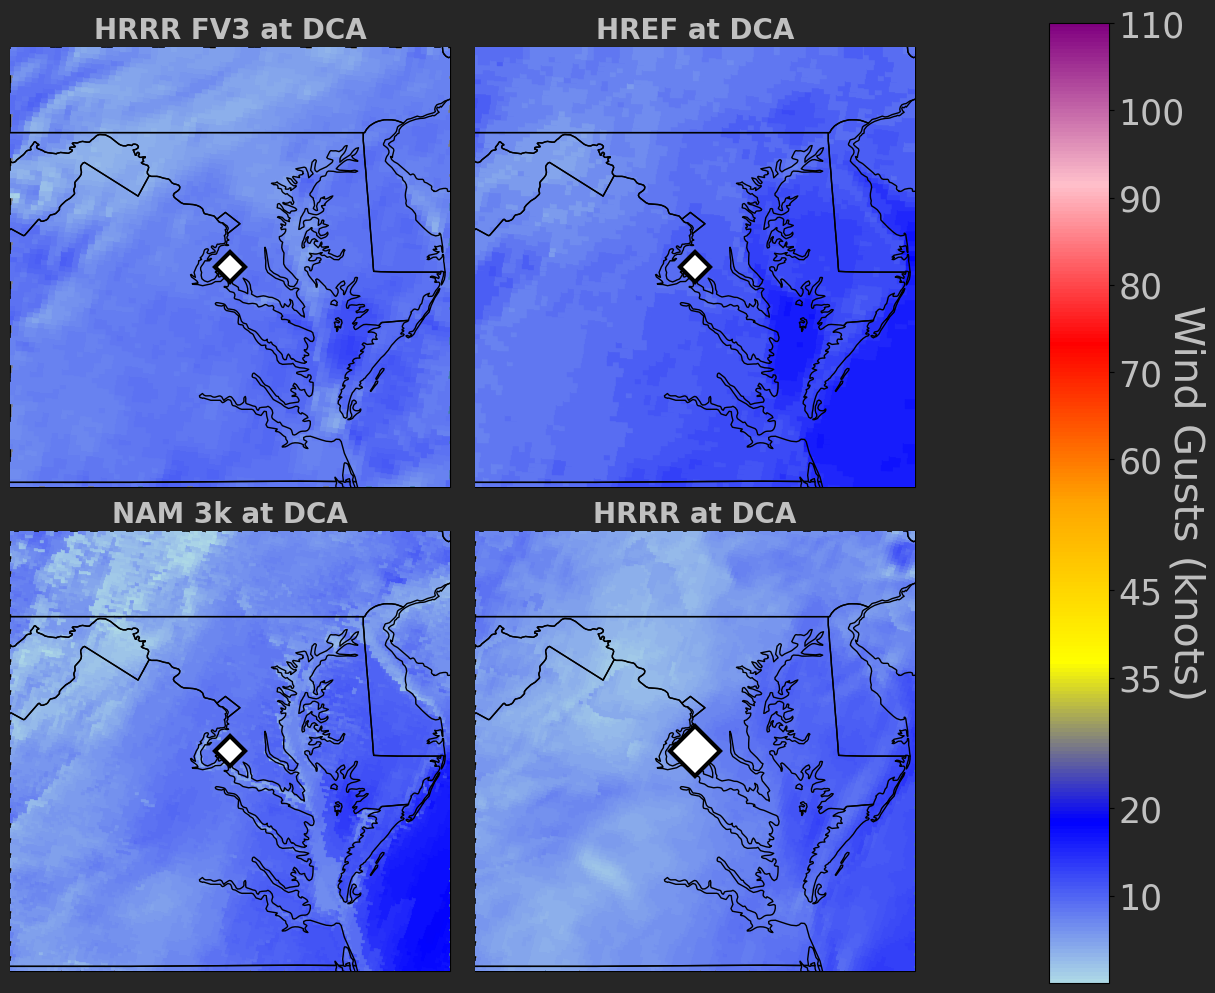 HRRR FV3 at DCA
HREF at DCA
NAM 3k at DCA
HRRR at DCA
110
100
90
80
70
60
45
35
20
10
Wind Gusts (knots)